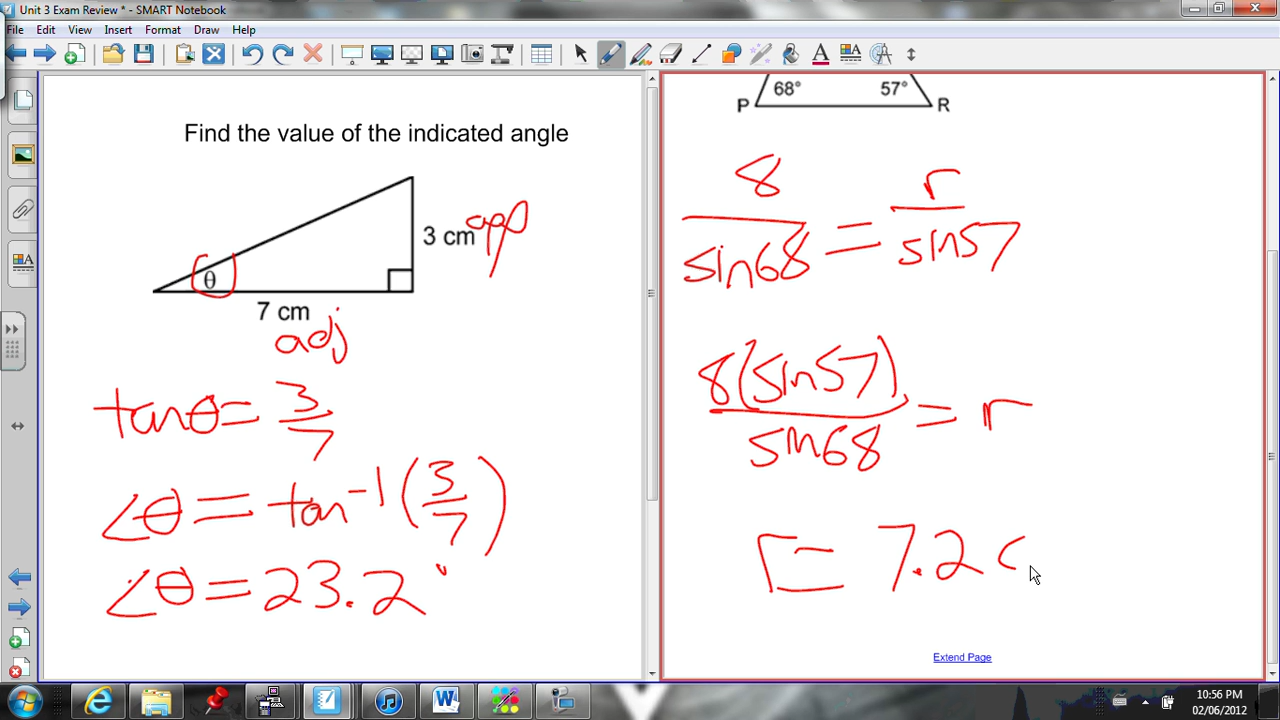 Unit 3 Exam Review * - SMART Notebook
File Edit View Insert Format Draw Help
Find the value of the indicated angle
3 cm opp
θ
7 cm
adj
tanθ = 3/7
∠θ = tan⁻¹(3/7)
∠θ = 23.2°
68° 57°
P R
8/sin68 = r/sin57
8(sin57)/sin68 = r
r = 7.2 c
Extend Page
10:56 PM
02/06/2012